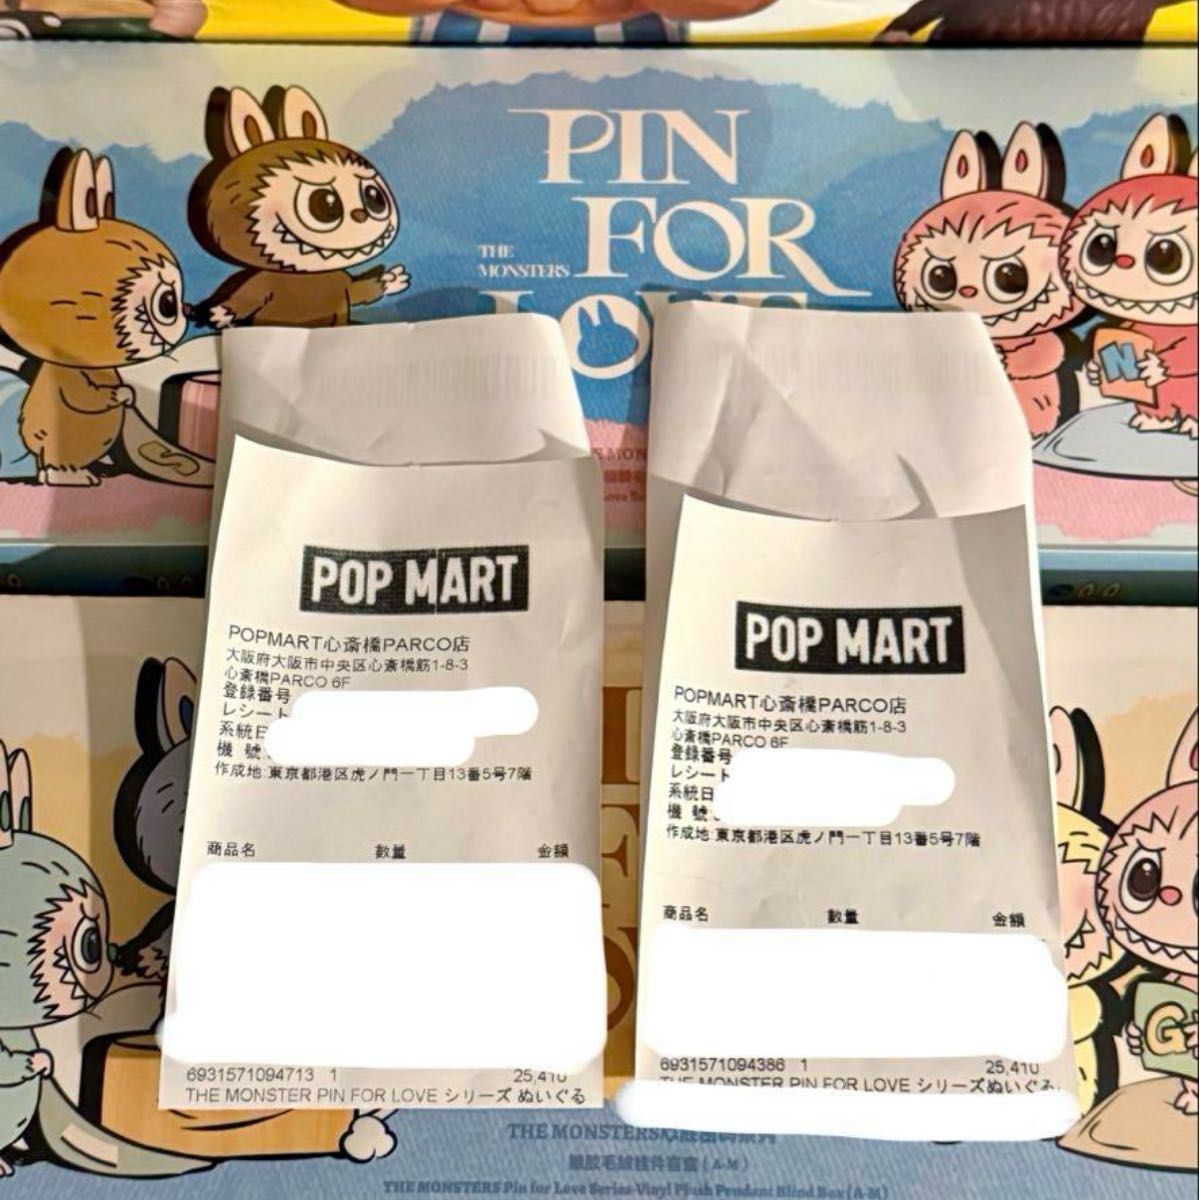 PIN
FOR
THE
MONSTERS
POP MART
POPMART心斎橋PARCO店
大阪府大阪市中央区心斎橋筋1-8-3
心斎橋PARCO 6F
登録番号
レシート
系統日
機 號
作成地:東京都港区虎ノ門一丁目13番5号7階
商品名 数量 金額
6931571094713 1 25,410
THE MONSTER PIN FOR LOVE シリーズ ぬいぐる
POP MART
POPMART心斎橋PARCO店
大阪府大阪市中央区心斎橋筋1-8-3
心斎橋PARCO 6F
登録番号
レシート
系統日
機 號
作成地:東京都港区虎ノ門一丁目13番5号7階
商品名 数量 金額
6931571094386 1 25,410
THE MONSTER PIN FOR LOVE シリーズぬいぐる
N
S
G
THE MONSTERS
THE MONSTERS Pin for Love Series-Vinyl Plush Pendant Blind Box (A-M)